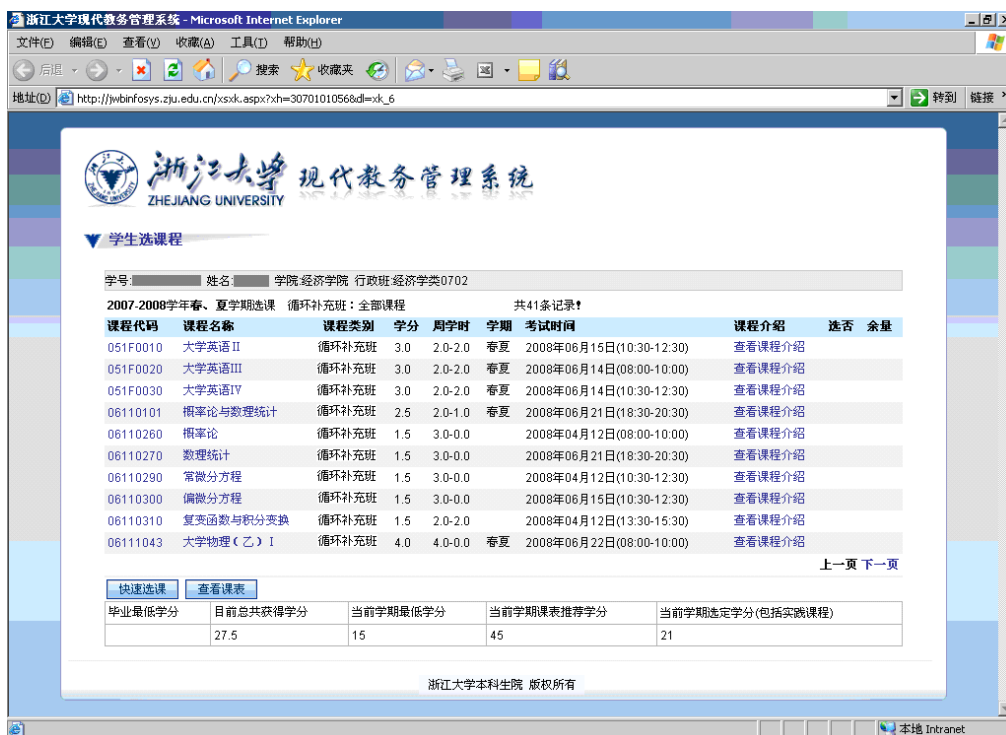 浙江大学现代教务管理系统 - Microsoft Internet Explorer
文件(F) 编辑(E) 查看(V) 收藏(A) 工具(T) 帮助(H)
后退 搜索 收藏夹
地址(D) http://jwbinfosys.zju.edu.cn/xsxk.aspx?xh=3070101056&dl=xk_6 转到 链接
浙江大学 现代教务管理系统
ZHEJIANG UNIVERSITY
学生选课程
学号: 姓名: 学院:经济学院 行政班:经济学类0702
2007-2008学年春、夏学期选课 循环补充班：全部课程 共41条记录!
课程代码 课程名称 课程类别 学分 周学时 学期 考试时间 课程介绍 选否 余量
051F0010 大学英语II 循环补充班 3.0 2.0-2.0 春夏 2008年06月15日(10:30-12:30) 查看课程介绍
051F0020 大学英语III 循环补充班 3.0 2.0-2.0 春夏 2008年06月14日(08:00-10:00) 查看课程介绍
051F0030 大学英语IV 循环补充班 3.0 2.0-2.0 春夏 2008年06月14日(10:30-12:30) 查看课程介绍
06110101 概率论与数理统计 循环补充班 2.5 2.0-1.0 春夏 2008年06月21日(18:30-20:30) 查看课程介绍
06110260 概率论 循环补充班 1.5 3.0-0.0 2008年04月12日(08:00-10:00) 查看课程介绍
06110270 数理统计 循环补充班 1.5 3.0-0.0 2008年06月21日(18:30-20:30) 查看课程介绍
06110290 常微分方程 循环补充班 1.5 3.0-0.0 2008年04月12日(10:30-12:30) 查看课程介绍
06110300 偏微分方程 循环补充班 1.5 3.0-0.0 2008年06月15日(10:30-12:30) 查看课程介绍
06110310 复变函数与积分变换 循环补充班 1.5 2.0-2.0 2008年04月12日(13:30-15:30) 查看课程介绍
06111043 大学物理（乙）I 循环补充班 4.0 4.0-0.0 春夏 2008年06月22日(08:00-10:00) 查看课程介绍
上一页 下一页
快速选课 查看课表
毕业最低学分 目前总共获得学分 当前学期最低学分 当前学期课表推荐学分 当前学期选定学分(包括实践课程)
27.5 15 45 21
浙江大学本科生院 版权所有
本地 Intranet